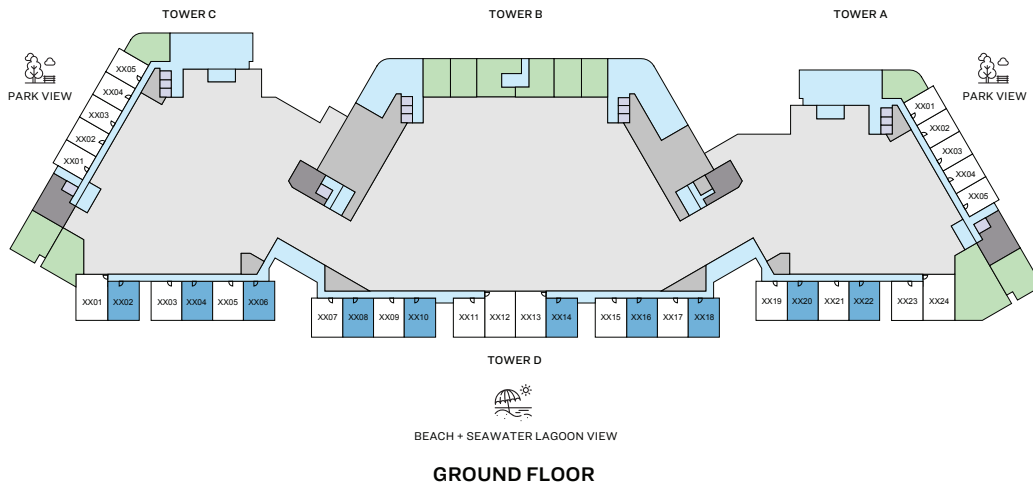 TOWER C
TOWER B
TOWER A
PARK VIEW
PARK VIEW
XX05
XX04
XX03
XX02
XX01
XX01
XX02
XX03
XX04
XX05
XX01
XX02
XX03
XX04
XX05
XX06
XX07
XX08
XX09
XX10
XX11
XX12
XX13
XX14
XX15
XX16
XX17
XX18
XX19
XX20
XX21
XX22
XX23
XX24
TOWER D
BEACH + SEAWATER LAGOON VIEW
GROUND FLOOR